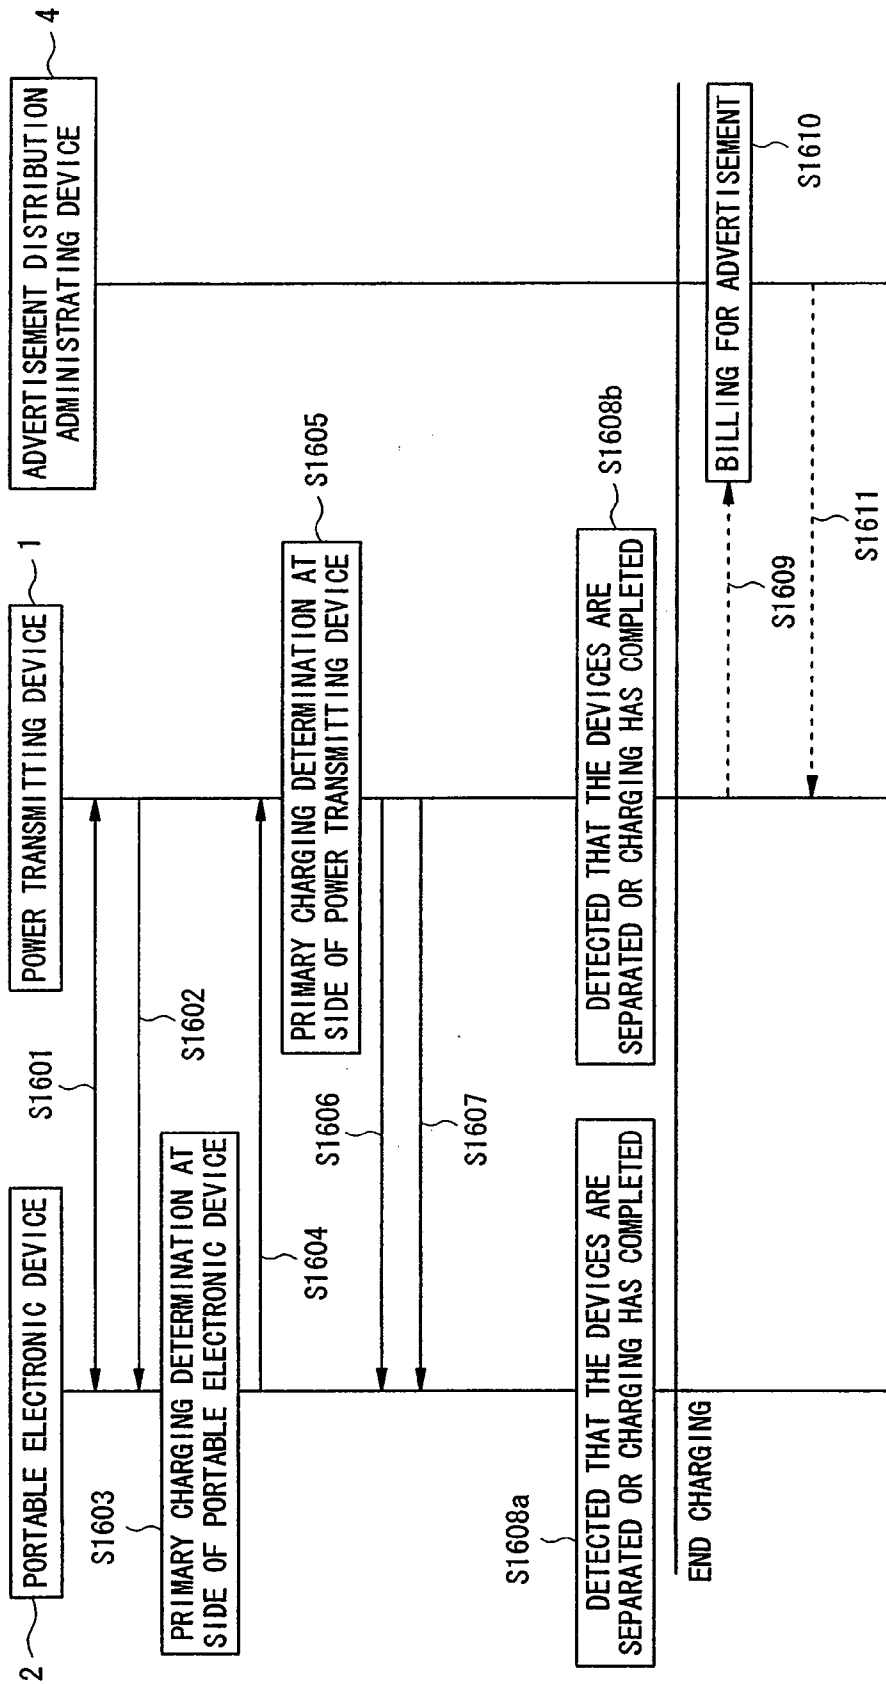 2
PORTABLE ELECTRONIC DEVICE
POWER TRANSMITTING DEVICE
1
ADVERTISEMENT DISTRIBUTION
ADMINISTRATING DEVICE
4
S1601
S1602
S1603
PRIMARY CHARGING DETERMINATION AT
SIDE OF PORTABLE ELECTRONIC DEVICE
S1604
PRIMARY CHARGING DETERMINATION AT
SIDE OF POWER TRANSMITTING DEVICE
S1605
S1606
S1607
S1608a
DETECTED THAT THE DEVICES ARE
SEPARATED OR CHARGING HAS COMPLETED
DETECTED THAT THE DEVICES ARE
SEPARATED OR CHARGING HAS COMPLETED
S1608b
END CHARGING
S1609
BILLING FOR ADVERTISEMENT
S1610
S1611